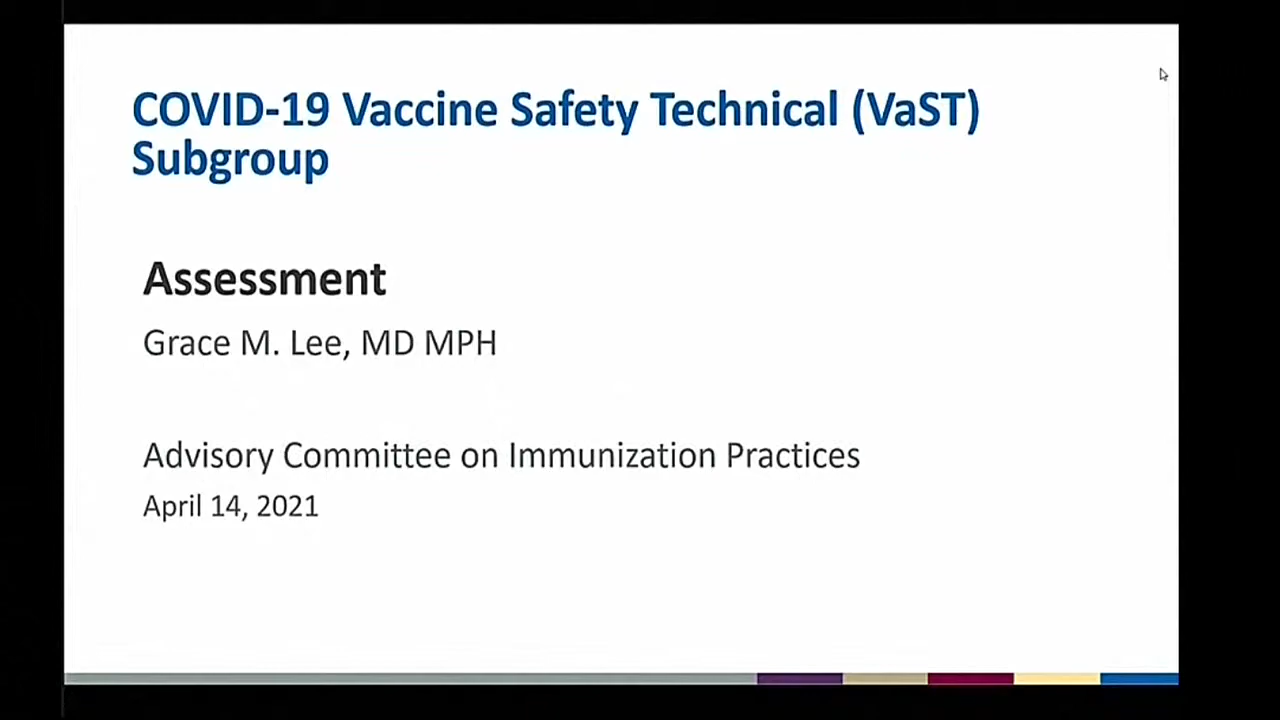 COVID-19 Vaccine Safety Technical (VaST)
Subgroup
Assessment
Grace M. Lee, MD MPH
Advisory Committee on Immunization Practices
April 14, 2021